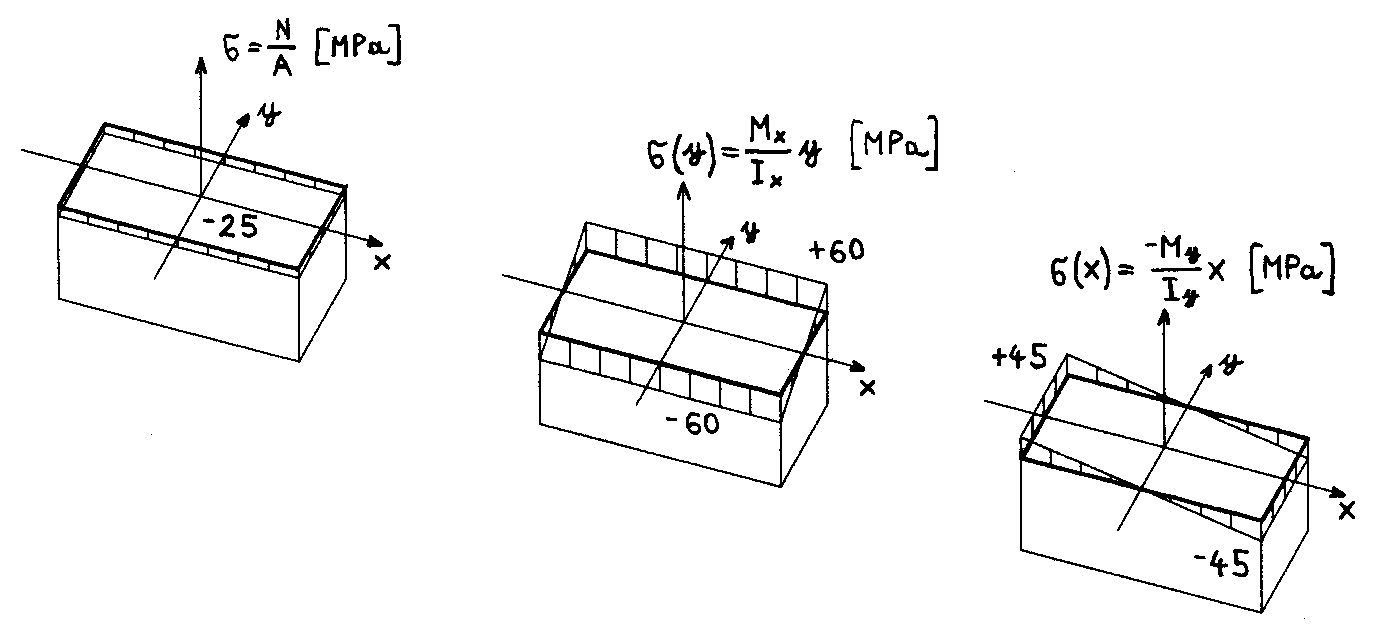 σ = N/A [MPa]
y
-25
x
σ(y) = Mx/Ix y [MPa]
y
+60
x
-60
σ(x) = -My/Iy x [MPa]
+45
y
x
-45